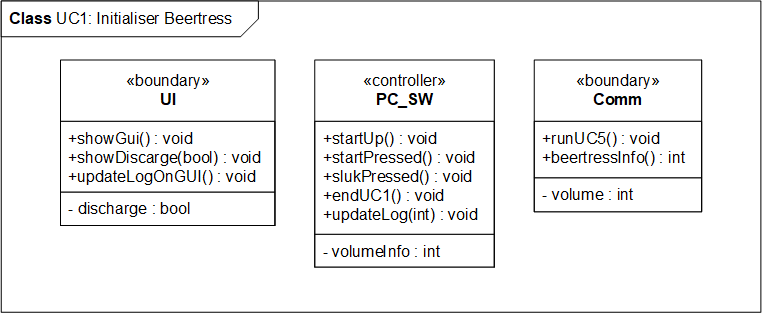 Class UC1: Initialiser Beertress
«boundary»
UI
+showGui() : void
+showDiscarge(bool) : void
+updateLogOnGUI() : void
- discharge : bool
«controller»
PC_SW
+startUp() : void
+startPressed() : void
+slukPressed() : void
+endUC1() : void
+updateLog(int) : void
- volumeInfo : int
«boundary»
Comm
+runUC5() : void
+beertressInfo() : int
- volume : int